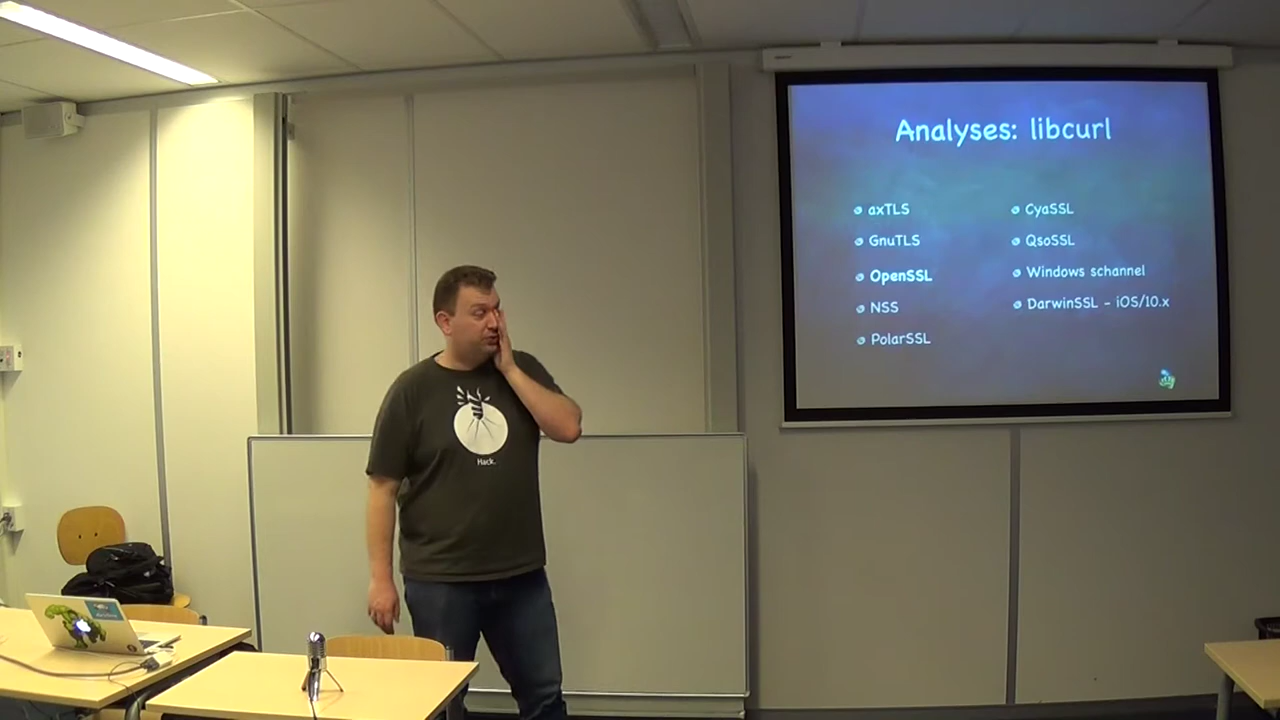 Analyses: libcurl
axTLS
GnuTLS
OpenSSL
NSS
PolarSSL
CyaSSL
QsoSSL
Windows schannel
DarwinSSL - iOS/10.x
Hack.